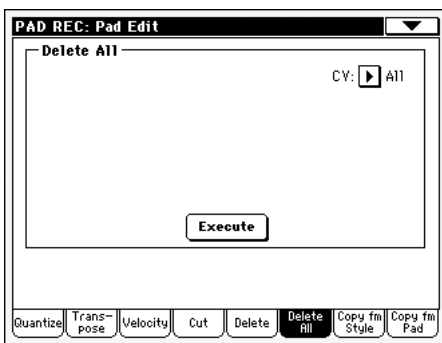 PAD REC: Pad Edit
Delete All
CV: All
Execute
Quantize Trans-
pose Velocity Cut Delete Delete
All Copy fm
Style Copy fm
Pad